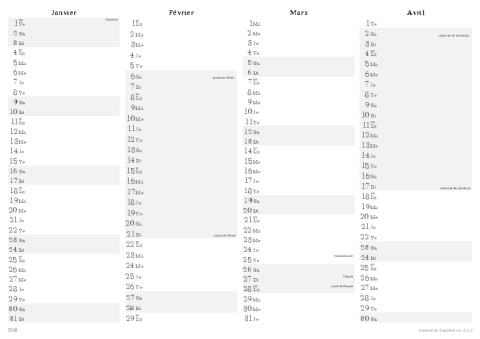 Janvier
1 Ve
2 Sa
3 Di
4 Lu
5 Ma
6 Me
7 Je
8 Ve
9 Sa
10 Di
11 Lu
12 Ma
13 Me
14 Je
15 Ve
16 Sa
17 Di
18 Lu
19 Ma
20 Me
21 Je
22 Ve
23 Sa
24 Di
25 Lu
26 Ma
27 Me
28 Je
29 Ve
30 Sa
31 Di
Février
1 Lu
2 Ma
3 Me
4 Je
5 Ve
6 Sa
7 Di
8 Lu
9 Ma
10 Me
11 Je
12 Ve
13 Sa
14 Di
15 Lu
16 Ma
17 Me
18 Je
19 Ve
20 Sa
21 Di
22 Lu
23 Ma
24 Me
25 Je
26 Ve
27 Sa
28 Di
29 Lu
Mars
1 Ma
2 Me
3 Je
4 Ve
5 Sa
6 Di
7 Lu
8 Ma
9 Me
10 Je
11 Ve
12 Sa
13 Di
14 Lu
15 Ma
16 Me
17 Je
18 Ve
19 Sa
20 Di
21 Lu
22 Ma
23 Me
24 Je
25 Ve
26 Sa
27 Di Pâques
28 Lu Lundi de Pâques
29 Ma
30 Me
31 Je
Avril
1 Ve
2 Sa
3 Di
4 Lu
5 Ma
6 Me
7 Je
8 Ve
9 Sa
10 Di
11 Lu
12 Ma
13 Me
14 Je
15 Ve
16 Sa
17 Di
18 Lu
19 Ma
20 Me
21 Je
22 Ve
23 Sa
24 Di
25 Lu
26 Ma
27 Me
28 Je
29 Ve
30 Sa
2016